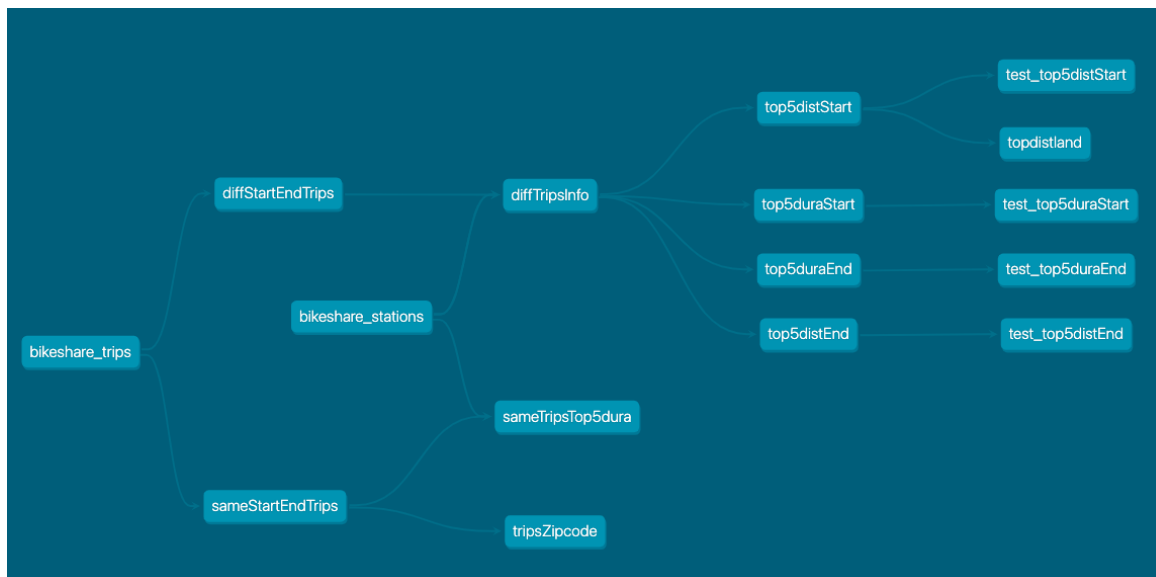 test_top5distStart
top5distStart
topdistland
diffStartEndTrips
diffTripsInfo
top5duraStart
test_top5duraStart
top5duraEnd
test_top5duraEnd
bikeshare_stations
top5distEnd
test_top5distEnd
bikeshare_trips
sameTripsTop5dura
sameStartEndTrips
tripsZipcode